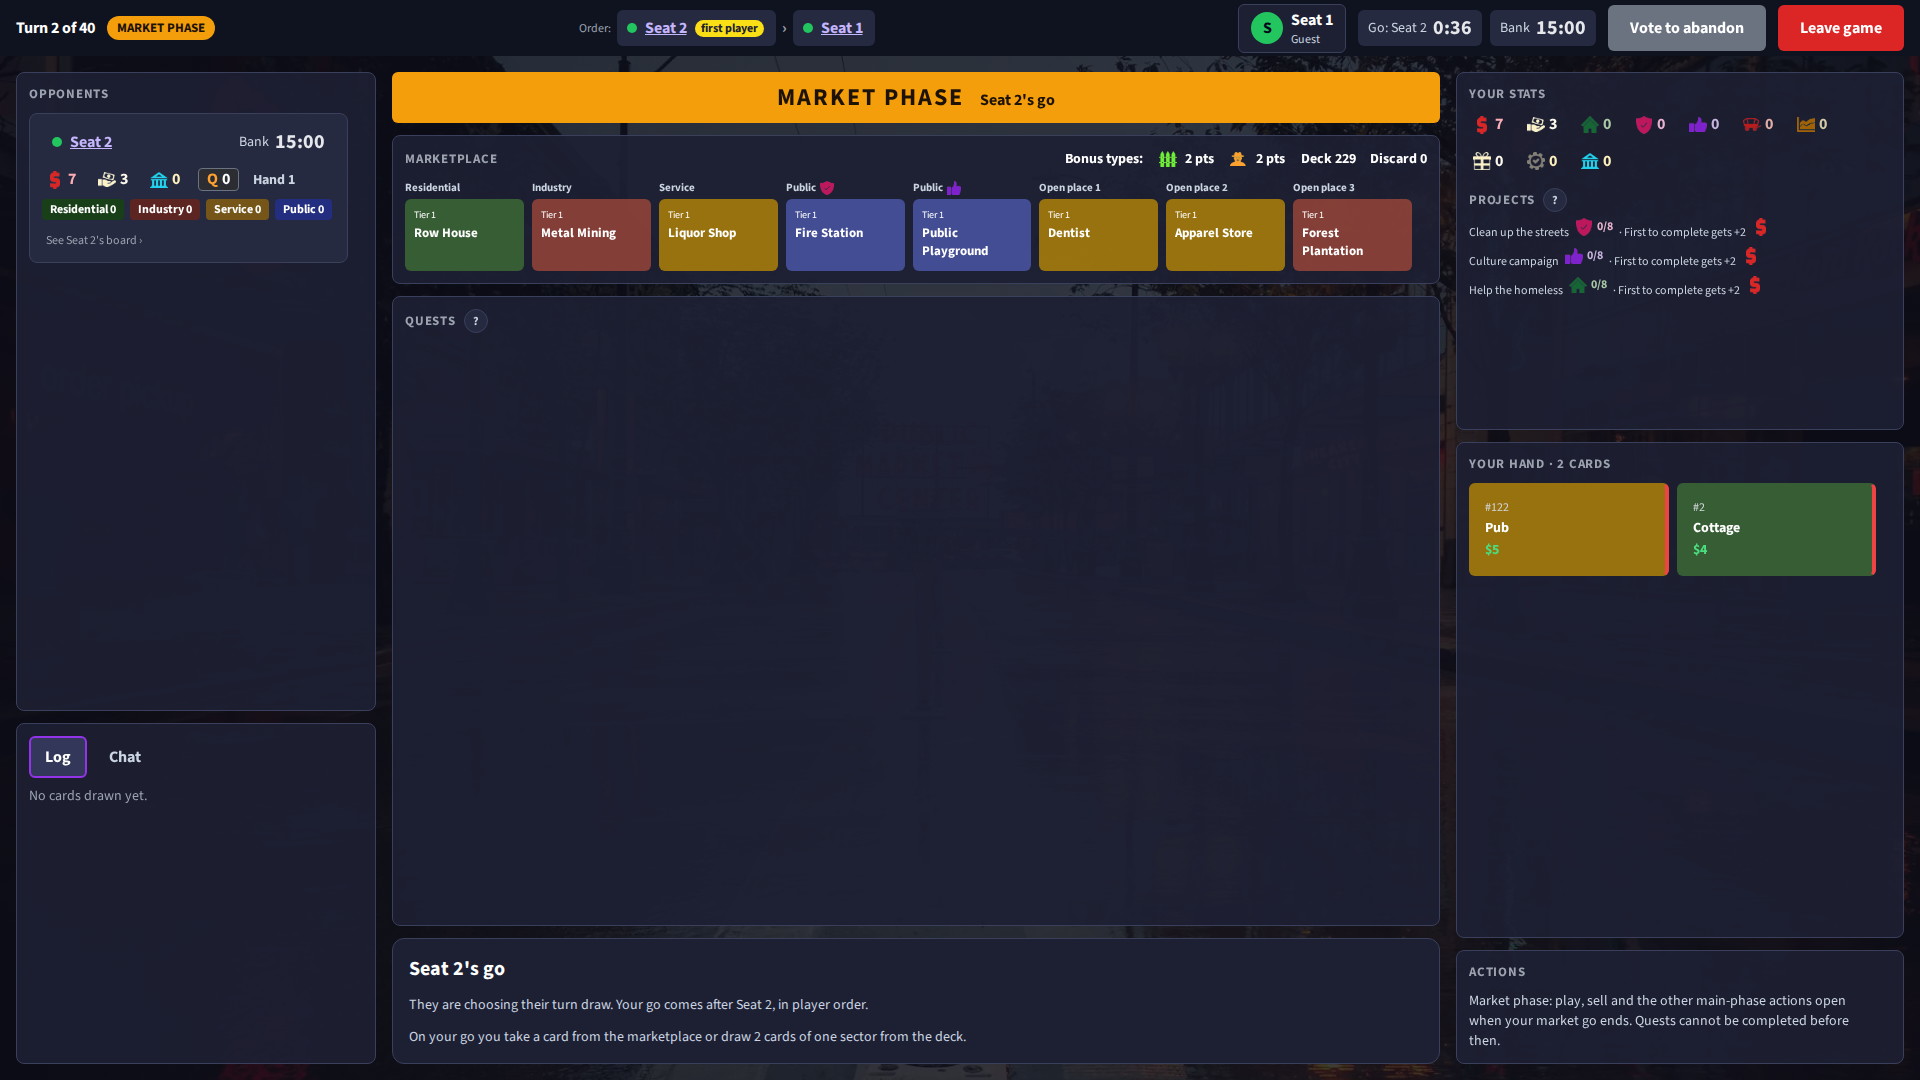 Turn 2 of 40 MARKET PHASE
Order: Seat 2 first player › Seat 1
S Seat 1 Guest
Go: Seat 2 0:36
Bank 15:00
Vote to abandon
Leave game
OPPONENTS
Seat 2 Bank 15:00
$ 7 3 0 Q 0 Hand 1
Residential 0 Industry 0 Service 0 Public 0
See Seat 2's board ›
Log Chat
No cards drawn yet.
MARKET PHASE Seat 2's go
MARKETPLACE Bonus types: 2 pts 2 pts Deck 229 Discard 0
Residential Industry Service Public Public Open place 1 Open place 2 Open place 3
Tier 1 Tier 1 Tier 1 Tier 1 Tier 1 Tier 1 Tier 1 Tier 1
Row House Metal Mining Liquor Shop Fire Station Public Dentist Apparel Store Forest
Playground Plantation
QUESTS ?
Seat 2's go
They are choosing their turn draw. Your go comes after Seat 2, in player order.
On your go you take a card from the marketplace or draw 2 cards of one sector from the deck.
YOUR STATS
$ 7 3 0 0 0 0 0
0 0 0
PROJECTS ?
Clean up the streets 0/8 · First to complete gets +2 $
Culture campaign 0/8 · First to complete gets +2 $
Help the homeless 0/8 · First to complete gets +2 $
YOUR HAND · 2 CARDS
#122 #2
Pub Cottage
$5 $4
ACTIONS
Market phase: play, sell and the other main-phase actions open
when your market go ends. Quests cannot be completed before
then.